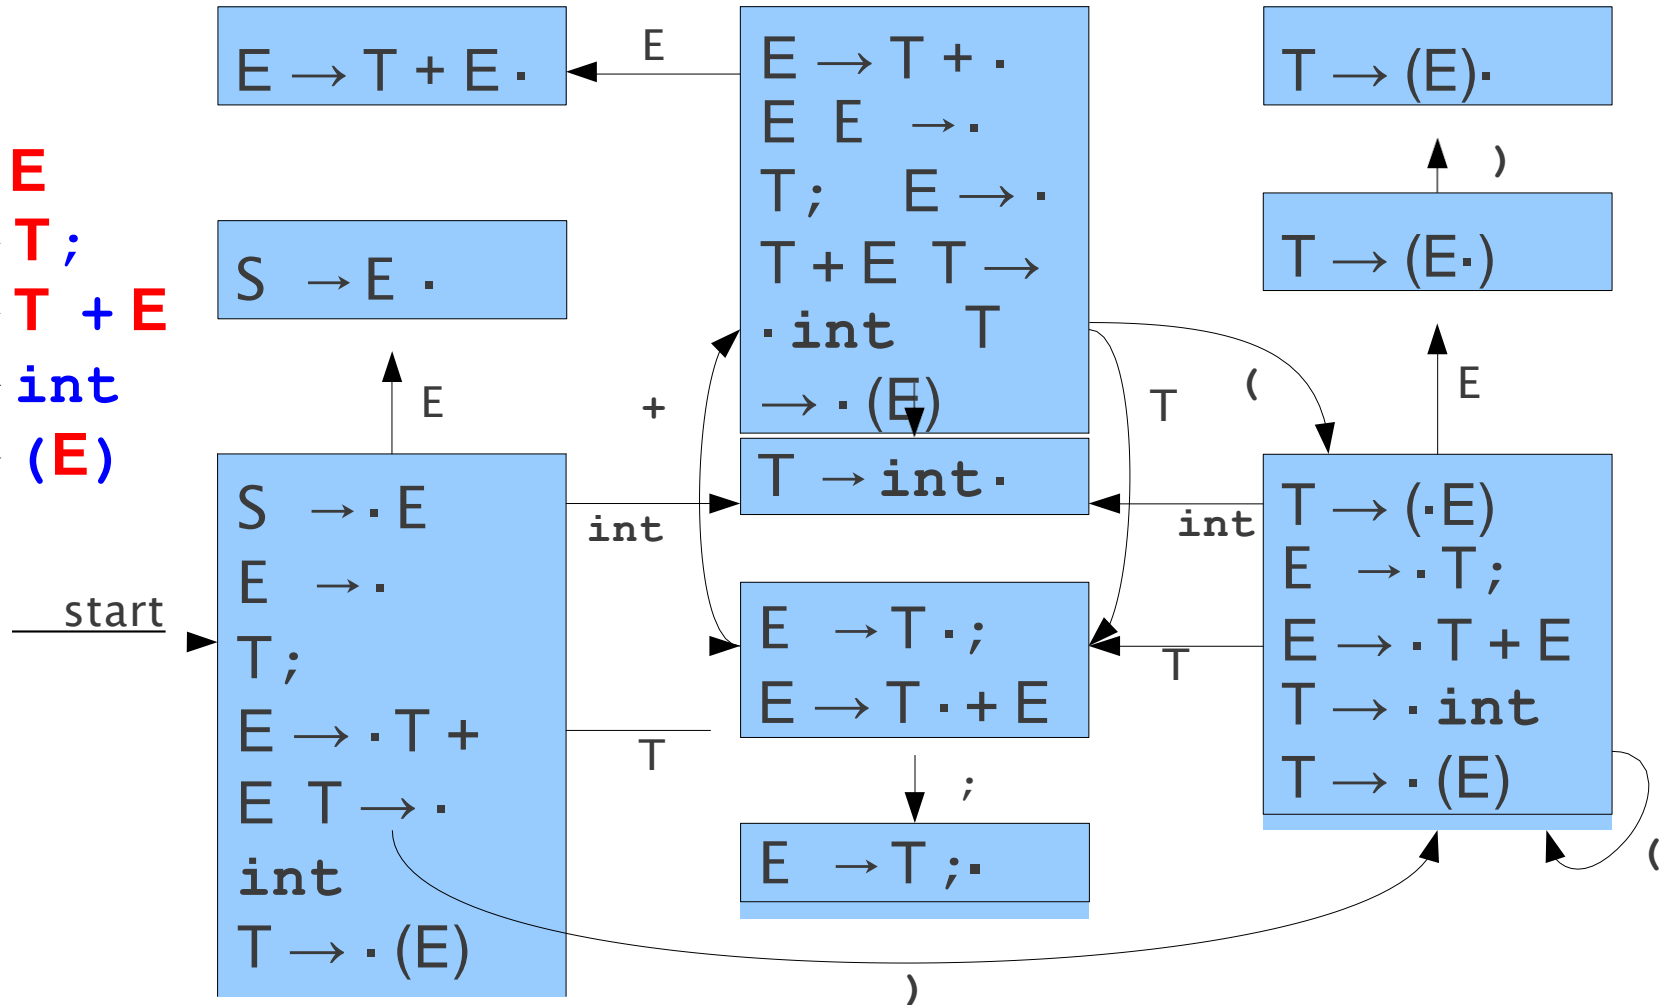 E
T ;
T + E
int
(E)
start
E → T + E ·
E
E → T + ·
E E → ·
T ; E → ·
T + E T →
· int T
→ · (E)
T → (E)·
)
T → (E·)
S → E ·
E
+
T
(
E
S → · E
E → ·
T ;
E → · T +
E T → ·
int
T → · (E)
int
T → int ·
int
T → (· E)
E → · T ;
E → · T + E
T → · int
T → · (E)
T
E → T · ;
E → T · + E
T
;
E → T ; ·
(
)